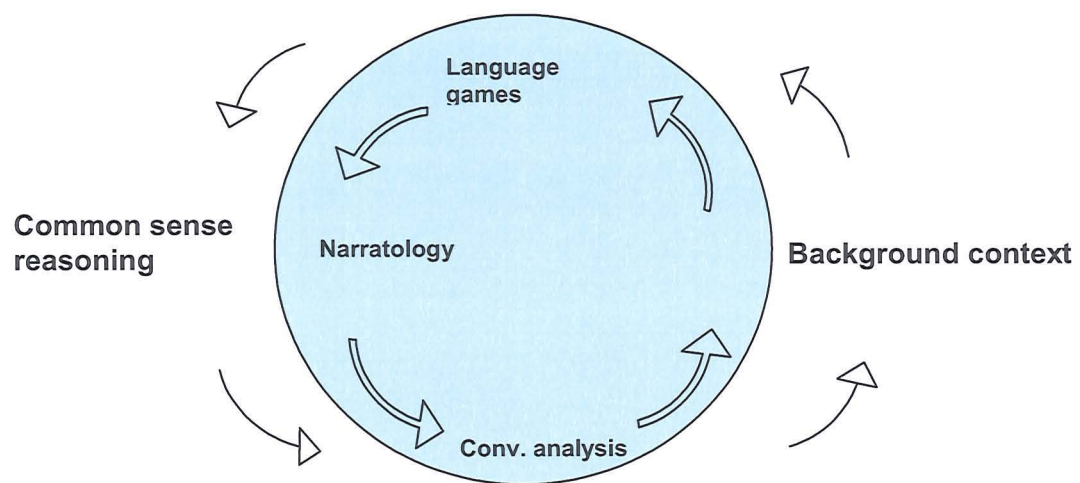 Language
games
Common sense
reasoning
Narratology
Background context
Conv. analysis